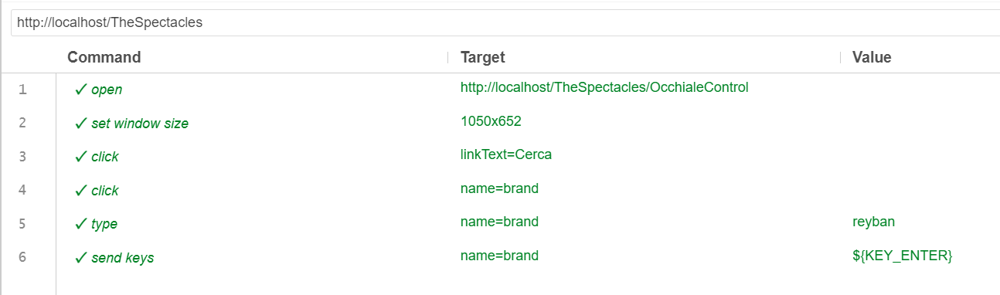 http://localhost/TheSpectacles
Command Target Value
1 ✓ open http://localhost/TheSpectacles/OcchialeControl
2 ✓ set window size 1050x652
3 ✓ click linkText=Cerca
4 ✓ click name=brand
5 ✓ type name=brand reyban
6 ✓ send keys name=brand ${KEY_ENTER}